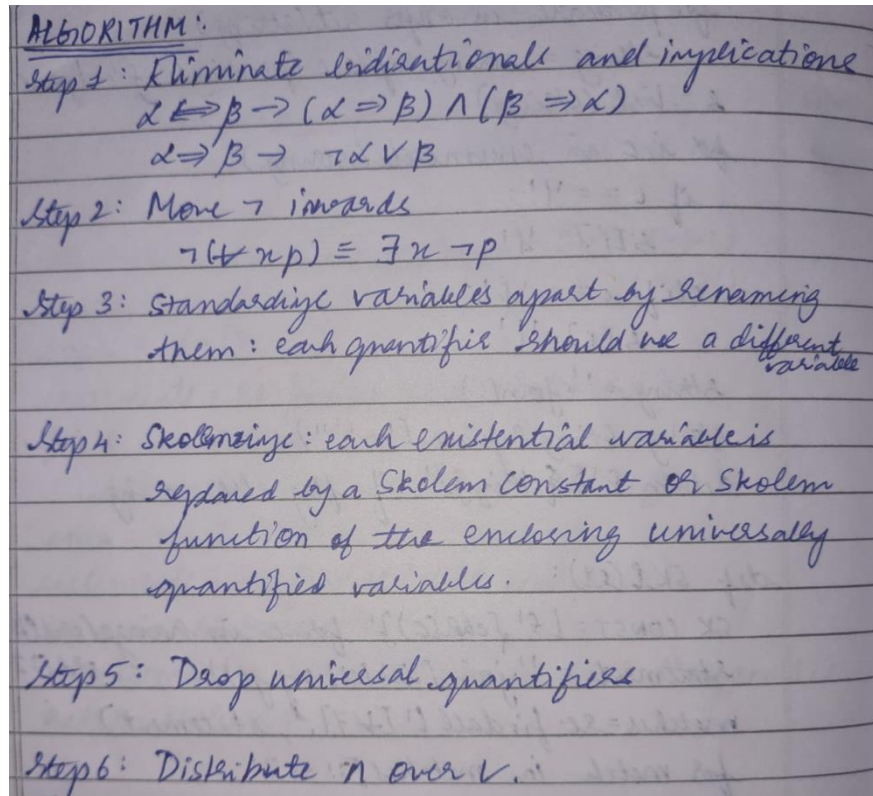 ALGORITHM:
Step 1: Eliminate bidirectionals and implications
α ⇔ β → (α ⇒ β) ∧ (β ⇒ α)
α ⇒ β → ¬α ∨ β
Step 2: Move ¬ inwards
¬(∀xp) ≡ ∃x ¬p
Step 3: Standardize variables apart by renaming
them: each quantifier should use a different
variable
Step 4: Skolemize: each existential variable is
replaced by a Skolem constant or Skolem
function of the enclosing universally
quantified variables.
Step 5: Drop universal quantifiers
Step 6: Distribute ∧ over ∨.